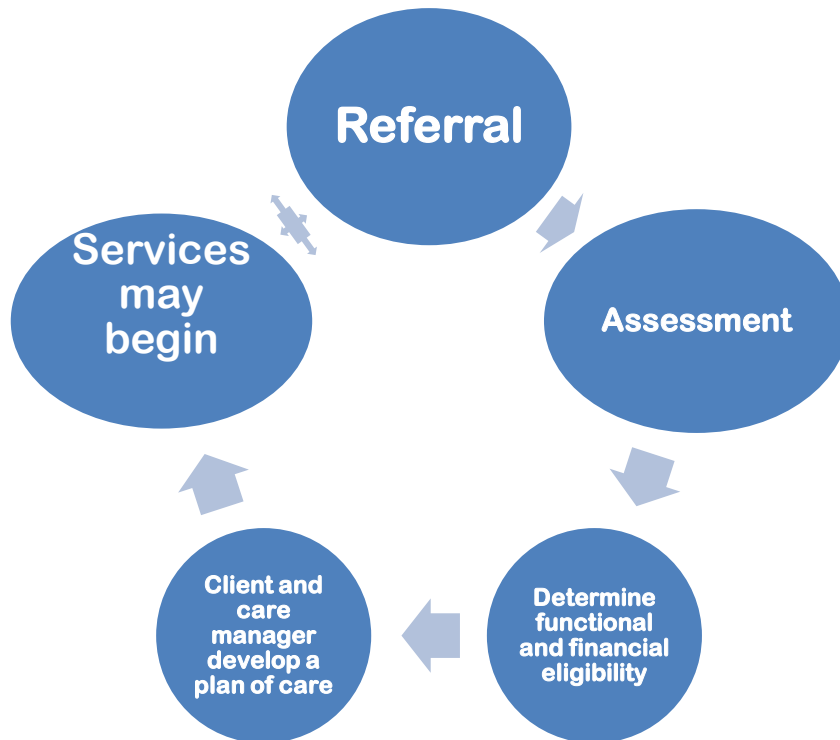 Referral
Assessment
Determine
functional
and financial
eligibility
Client and
care
manager
develop a
plan of care
Services
may
begin